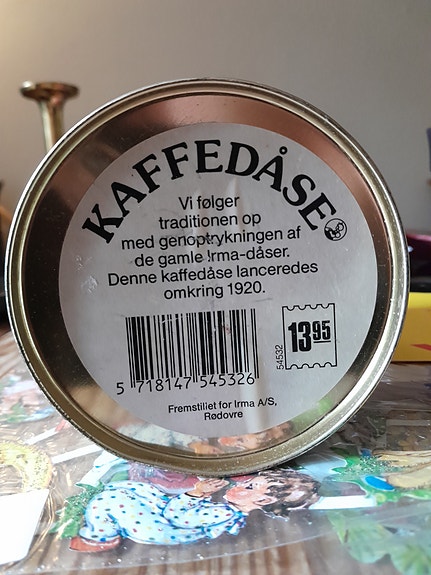 KAFFEDÅSE
Vi følger
traditionen op
med genoptrykningen af
de gamle Irma-dåser.
Denne kaffedåse lanceredes
omkring 1920.
13 95
54532
5 718147 545326
Fremstillet for Irma A/S,
Rødovre